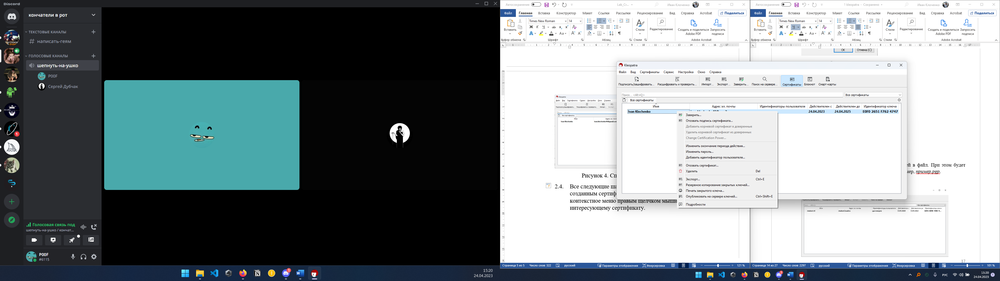 Discord
кончатели в рот
ТЕКСТОВЫЕ КАНАЛЫ
написать-геям
ГОЛОСОВЫЕ КАНАЛЫ
шепнуть-на-ушко
P00F
Сергей Дубчак
1
Голосовая связь под
шепнуть-на-ушко / кончат...
P00F
#6115
1
15:20
24.04.2023
Автосохранение
Lab_Cr...
Иван Клоченко
Файл Главная Вставка Конструктор Макет Ссылки Рассылки Рецензирование Вид Справка Acrobat Поделиться
Times New Roman 14
Вставить
Ж К Ч ab x₂ x²
Стили
Редактирование
Создать и поделиться Adobe PDF
Запросить подписи
Буфер обмена Шрифт Абзац Стили Adobe Acrobat
Рисунок 4. Сп
2.4. Все следующие ша
созданным сертиф
контекстное меню правым щелчком мыши
интересующему сертификату.
Страница 5 из 5 Число слов: 322 русский Параметры отображения Фокусировка 121 %
Автосохранение
1 kleopatra - Сохранено
Иван Клоченко
Файл Главная Вставка Конструктор Макет Ссылки Рассылки Рецензирование Вид Справка Acrobat Поделиться
Times New Roman 14
Вставить
Ж К Ч ab x₂ x²
Стили
Редактирование
Создать и поделиться Adobe PDF
Запросить подписи
Буфер обмена Шрифт Абзац Стили Adobe Acrobat
OK Отмена (C)
й в файл. При этом будет
мер, пример.pgp.
17
Страница 14 из 27 Число слов: 2297 русский Параметры отображения Фокусировка 101 %
Kleopatra
Файл Вид Сертификаты Сервис Настройка Окно Справка
Подписать/зашифровать... Расшифровать и проверить... Импорт... Экспорт... Заверить... Поиск на сервере... Сертификаты Блокнот Смарт-карты
Поиск... <Alt+Q> Все сертификаты
Все сертификаты
Имя Адрес эл. почты Идентификаторы пользователя Действителен с Действителен до Идентификатор ключа
Ivan Klochenko 24.04.2023 24.04.2025 E0F0 2651 F762 4747
Заверить...
Отозвать подпись сертификата...
Добавить корневой сертификат в доверенные
Удалить корневой сертификат из доверенных
Change Certification Power...
Изменить окончание периода действия...
Изменить пароль...
Добавить идентификатор пользователя...
Отозвать сертификат...
Удалить Del
Экспорт... Ctrl+E
Резервное копирование закрытых ключей...
Печать закрытого ключа...
Опубликовать на сервере ключей... Ctrl+Shift+E
Подробности
1
РУС
15:20
24.04.2023
1